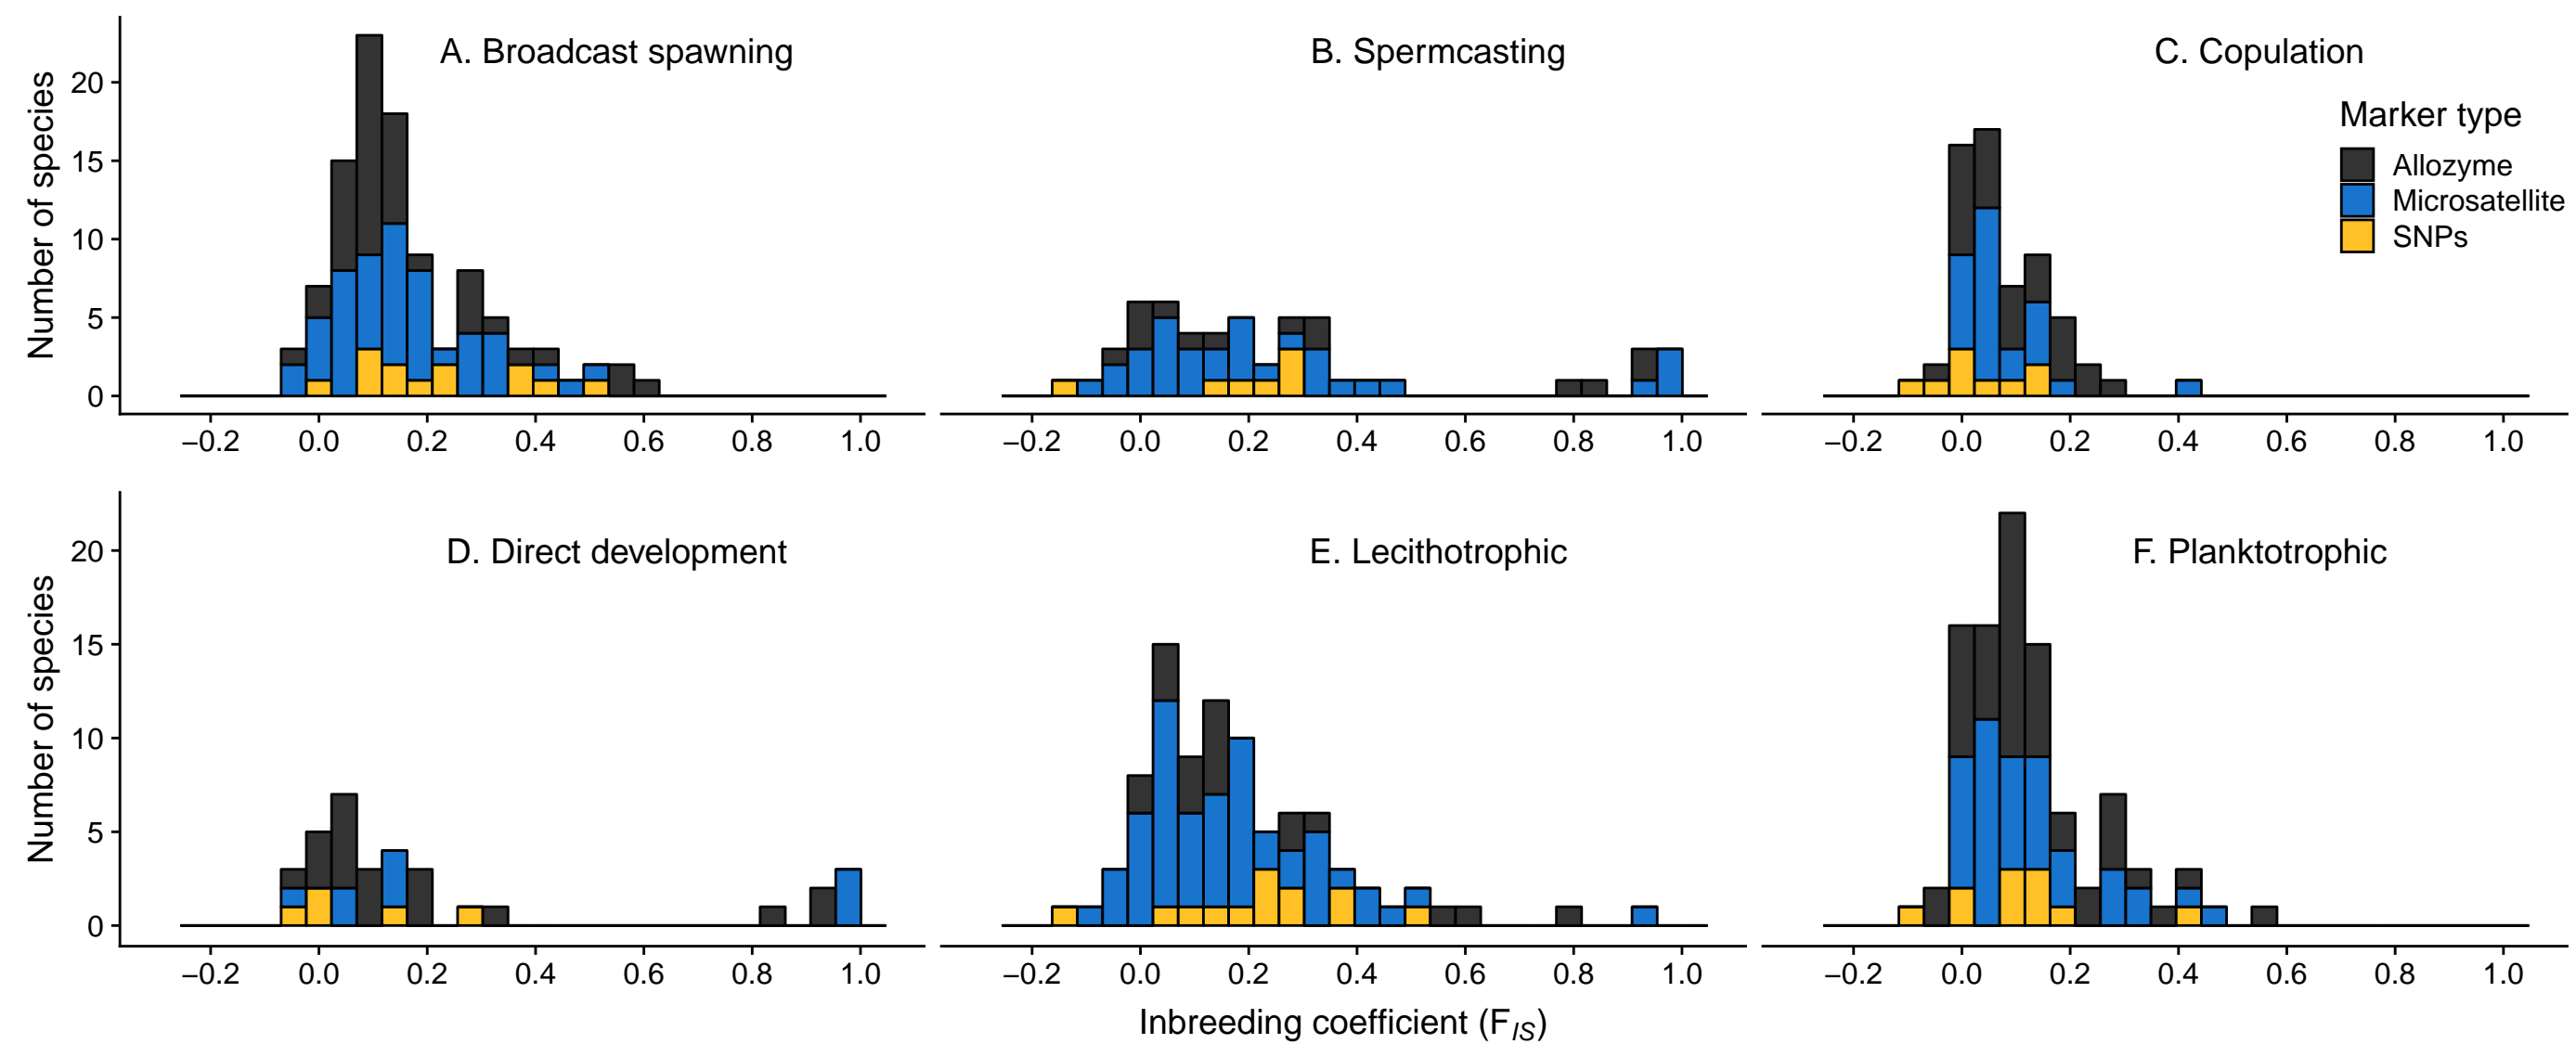 A. Broadcast spawning
B. Spermcasting
C. Copulation
Number of species
20
15
10
5
0
Marker type
Allozyme
Microsatellite
SNPs
−0.2 0.0 0.2 0.4 0.6 0.8 1.0
−0.2 0.0 0.2 0.4 0.6 0.8 1.0
−0.2 0.0 0.2 0.4 0.6 0.8 1.0
D. Direct development
E. Lecithotrophic
F. Planktotrophic
Number of species
20
15
10
5
0
−0.2 0.0 0.2 0.4 0.6 0.8 1.0
−0.2 0.0 0.2 0.4 0.6 0.8 1.0
−0.2 0.0 0.2 0.4 0.6 0.8 1.0
Inbreeding coefficient (F_IS)